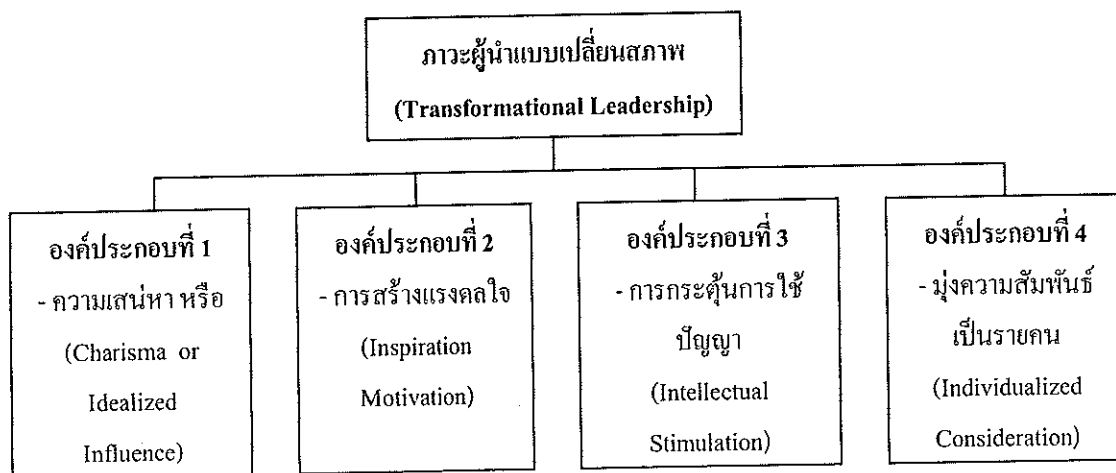 ภาวะผู้นำแบบเปลี่ยนสภาพ
(Transformational Leadership)
องค์ประกอบที่ 1
- ความเสน่หา หรือ
(Charisma or
Idealized
Influence)
องค์ประกอบที่ 2
- การสร้างแรงดลใจ
(Inspiration
Motivation)
องค์ประกอบที่ 3
- การกระตุ้นการใช้
ปัญญา
(Intellectual
Stimulation)
องค์ประกอบที่ 4
- มุ่งความสัมพันธ์
เป็นรายคน
(Individualized
Consideration)